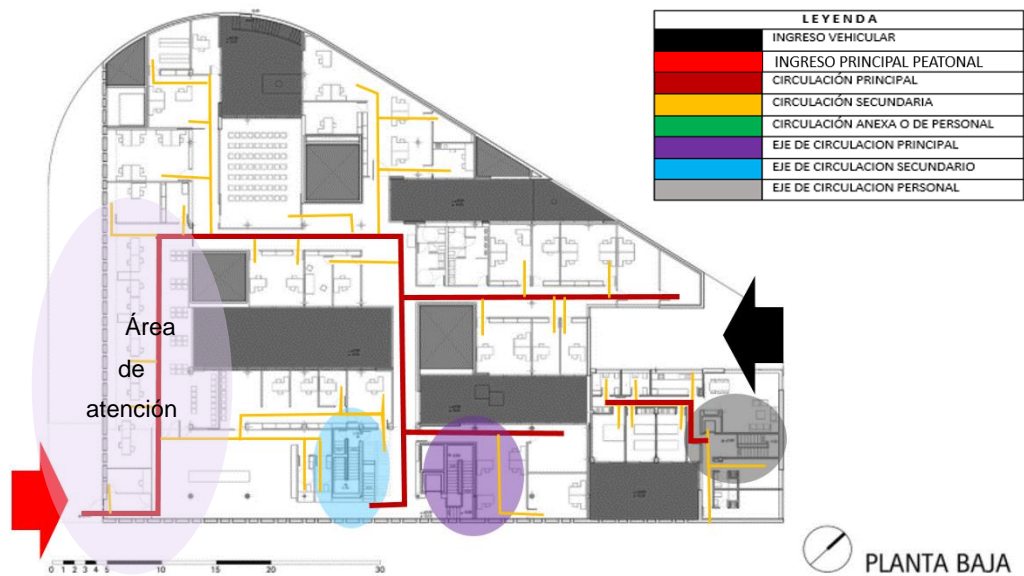 LEYENDA
INGRESO VEHICULAR
INGRESO PRINCIPAL PEATONAL
CIRCULACIÓN PRINCIPAL
CIRCULACIÓN SECUNDARIA
CIRCULACIÓN ANEXA O DE PERSONAL
EJE DE CIRCULACION PRINCIPAL
EJE DE CIRCULACION SECUNDARIO
EJE DE CIRCULACION PERSONAL
Área
de
atención
0 1 2 3 4 5 10 15 20 30
PLANTA BAJA